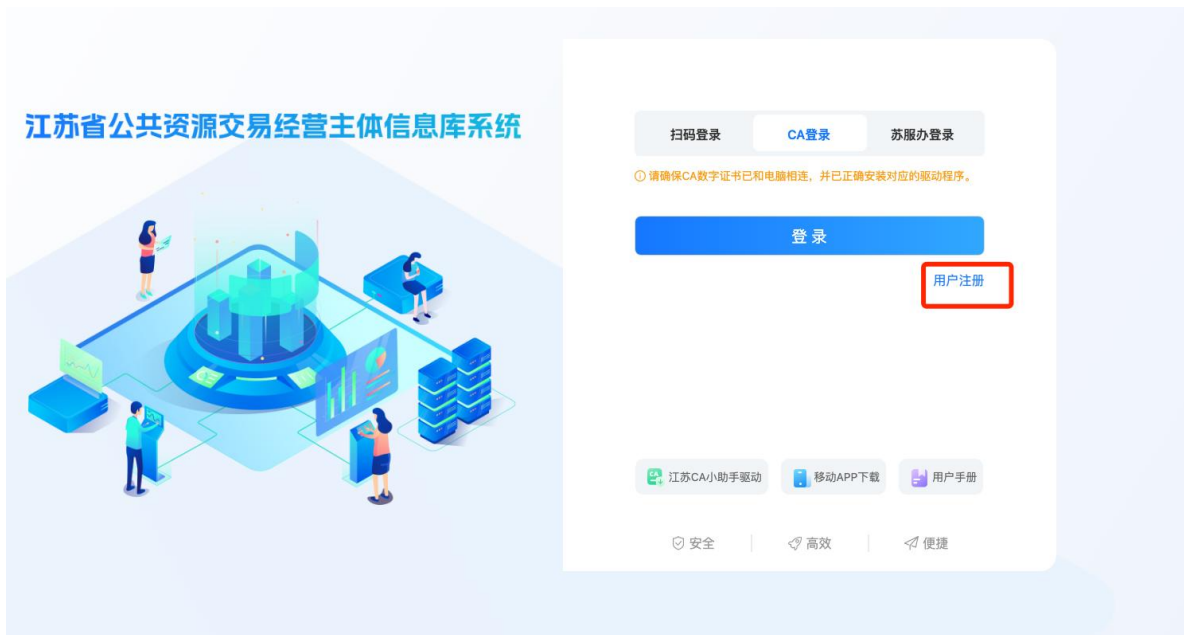 江苏省公共资源交易经营主体信息库系统
扫码登录 CA登录 苏服办登录
请确保CA数字证书已和电脑相连，并已正确安装对应的驱动程序。
登录
用户注册
江苏CA小助手驱动 移动APP下载 用户手册
安全 高效 便捷